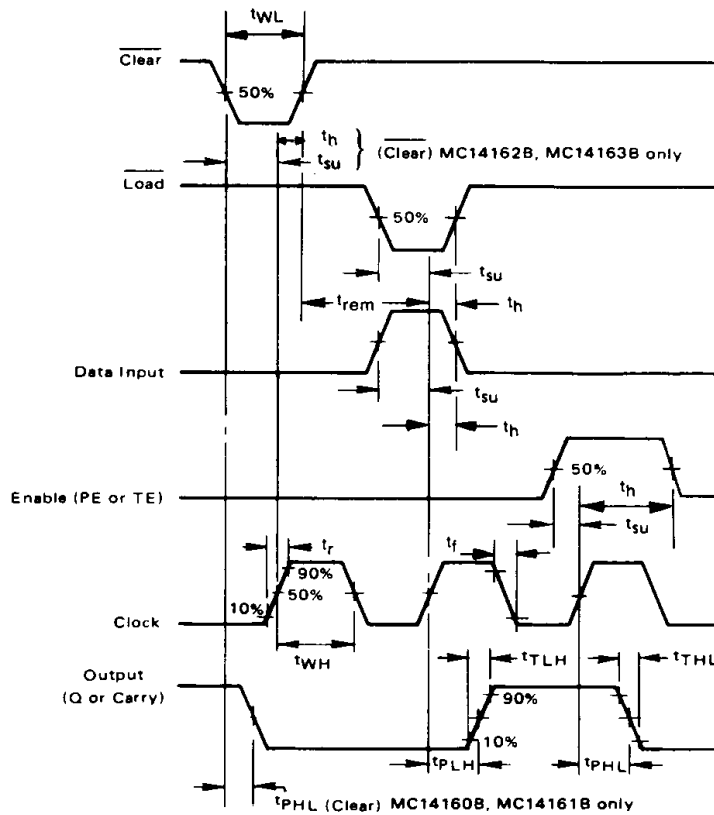 tWL
Clear
50%
th
tsu } (Clear) MC14162B, MC14163B only
Load
50%
tsu
trem
th
Data Input
tsu
th
50%
th
Enable (PE or TE)
tsu
tr
tf
90%
50%
10%
Clock
tWH
tTLH
tTHL
Output
(Q or Carry)
90%
10%
tPLH
tPHL
tPHL (Clear) MC14160B, MC14161B only